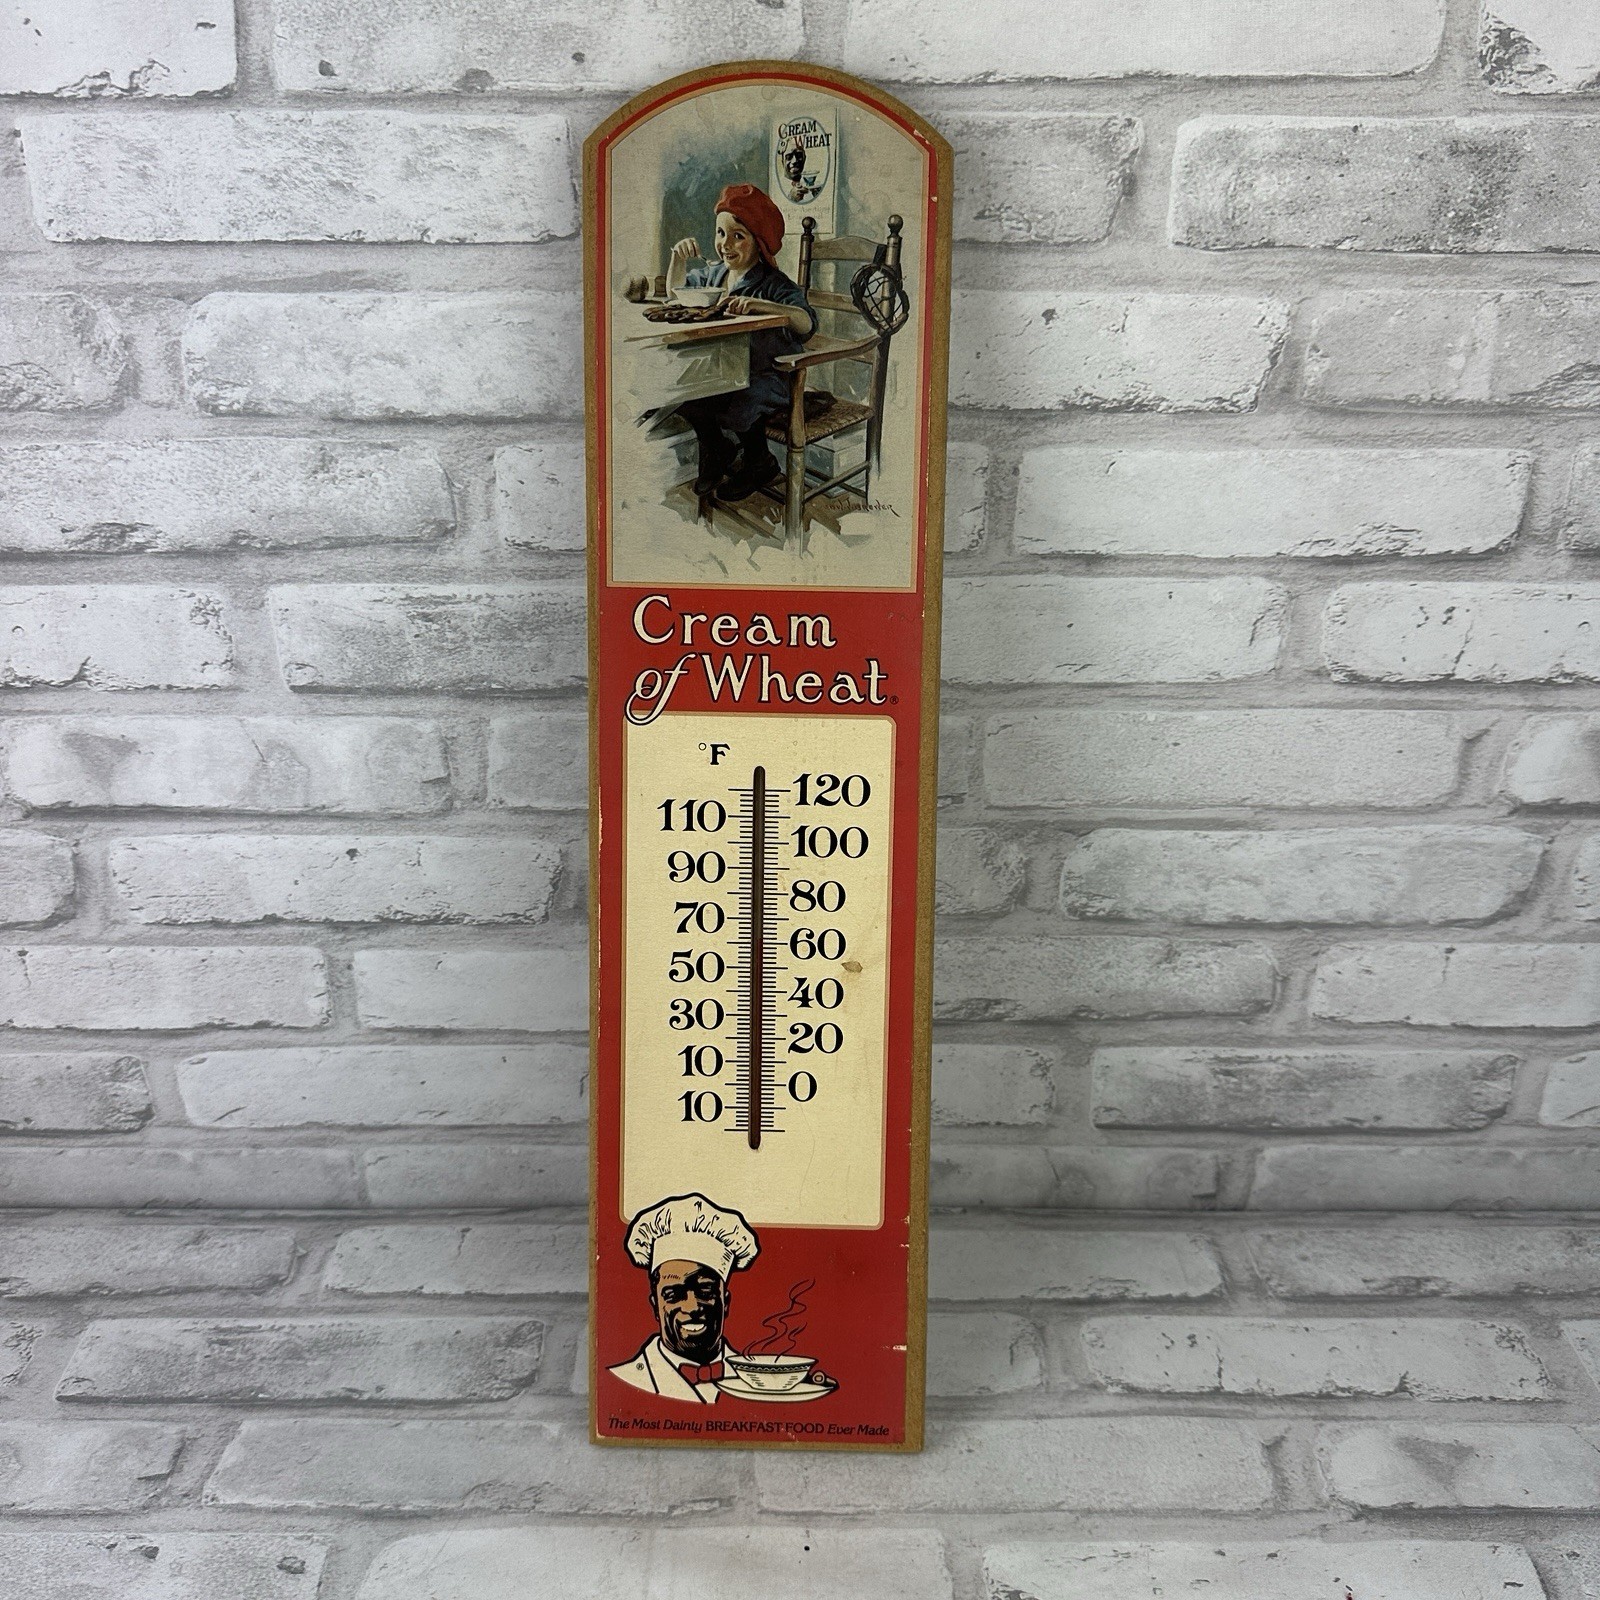 CREAM
of WHEAT
Cream
of Wheat®
°F
120
110
100
90
80
70
60
50
40
30
20
10
0
10
®
The Most Dainty BREAKFAST FOOD Ever Made